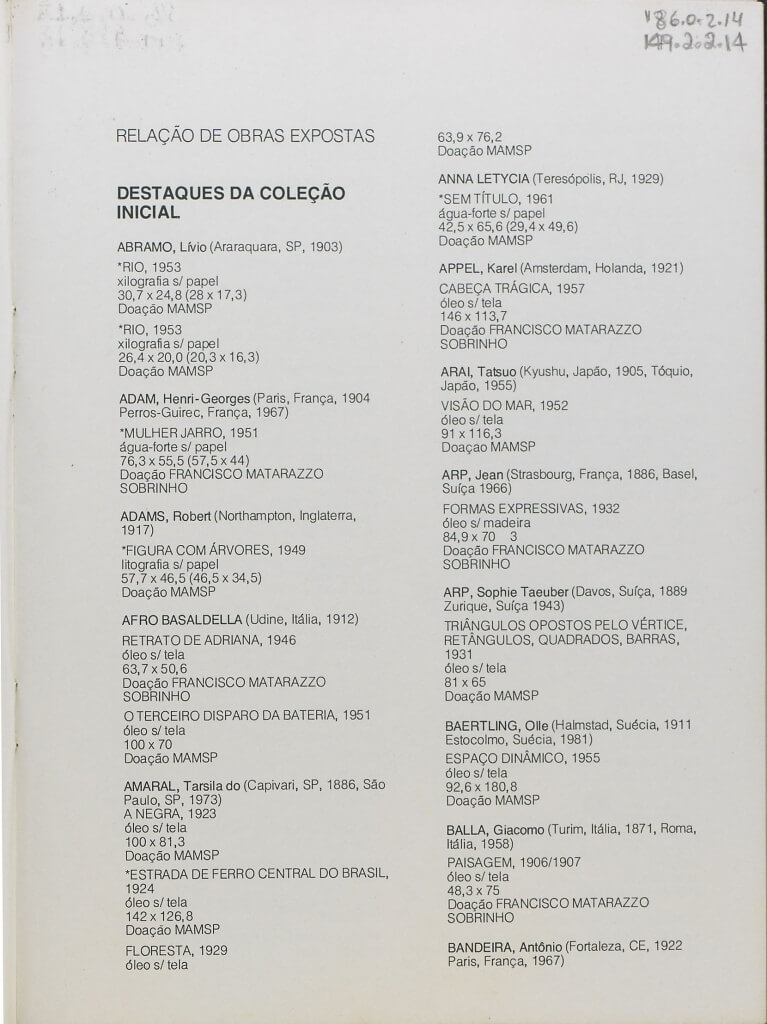 "86.0.2.14
149.2.2.14
RELAÇÃO DE OBRAS EXPOSTAS
DESTAQUES DA COLEÇÃO
INICIAL
ABRAMO, Lívio (Araraquara, SP, 1903)
*RIO, 1953
xilografia s/ papel
30,7 x 24,8 (28 x 17,3)
Doação MAMSP
*RIO, 1953
xilografia s/ papel
26,4 x 20,0 (20,3 x 16,3)
Doação MAMSP
ADAM, Henri-Georges (Paris, França, 1904
Perros-Guirec, França, 1967)
*MULHER JARRO, 1951
água-forte s/ papel
76,3 x 55,5 (57,5 x 44)
Doação FRANCISCO MATARAZZO
SOBRINHO
ADAMS, Robert (Northampton, Inglaterra,
1917)
*FIGURA COM ÁRVORES, 1949
litografia s/ papel
57,7 x 46,5 (46,5 x 34,5)
Doação MAMSP
AFRO BASALDELLA (Udine, Itália, 1912)
RETRATO DE ADRIANA, 1946
óleo s/ tela
63,7 x 50,6
Doação FRANCISCO MATARAZZO
SOBRINHO
O TERCEIRO DISPARO DA BATERIA, 1951
óleo s/ tela
100 x 70
Doação MAMSP
AMARAL, Tarsila do (Capivari, SP, 1886, São
Paulo, SP, 1973)
A NEGRA, 1923
óleo s/ tela
100 x 81,3
Doação MAMSP
*ESTRADA DE FERRO CENTRAL DO BRASIL,
1924
óleo s/ tela
142 x 126,8
Doação MAMSP
FLORESTA, 1929
óleo s/ tela
63,9 x 76,2
Doação MAMSP
ANNA LETYCIA (Teresópolis, RJ, 1929)
*SEM TÍTULO, 1961
água-forte s/ papel
42,5 x 65,6 (29,4 x 49,6)
Doação MAMSP
APPEL, Karel (Amsterdam, Holanda, 1921)
CABEÇA TRÁGICA, 1957
óleo s/ tela
146 x 113,7
Doação FRANCISCO MATARAZZO
SOBRINHO
ARAI, Tatsuo (Kyushu, Japão, 1905, Tóquio,
Japão, 1955)
VISÃO DO MAR, 1952
óleo s/ tela
91 x 116,3
Doaçao MAMSP
ARP, Jean (Strasbourg, França, 1886, Basel,
Suíça 1966)
FORMAS EXPRESSIVAS, 1932
óleo s/ madeira
84,9 x 70 3
Doação FRANCISCO MATARAZZO
SOBRINHO
ARP, Sophie Taeuber (Davos, Suíça, 1889
Zurique, Suíça 1943)
TRIÂNGULOS OPOSTOS PELO VÉRTICE,
RETÂNGULOS, QUADRADOS, BARRAS,
1931
óleo s/ tela
81 x 65
Doação MAMSP
BAERTLING, Olle (Halmstad, Suécia, 1911
Estocolmo, Suécia, 1981)
ESPAÇO DINÂMICO, 1955
óleo s/ tela
92,6 x 180,8
Doação MAMSP
BALLA, Giacomo (Turim, Itália, 1871, Roma,
Itália, 1958)
PAISAGEM, 1906/1907
óleo s/ tela
48,3 x 75
Doação FRANCISCO MATARAZZO
SOBRINHO
BANDEIRA, Antônio (Fortaleza, CE, 1922
Paris, França, 1967)